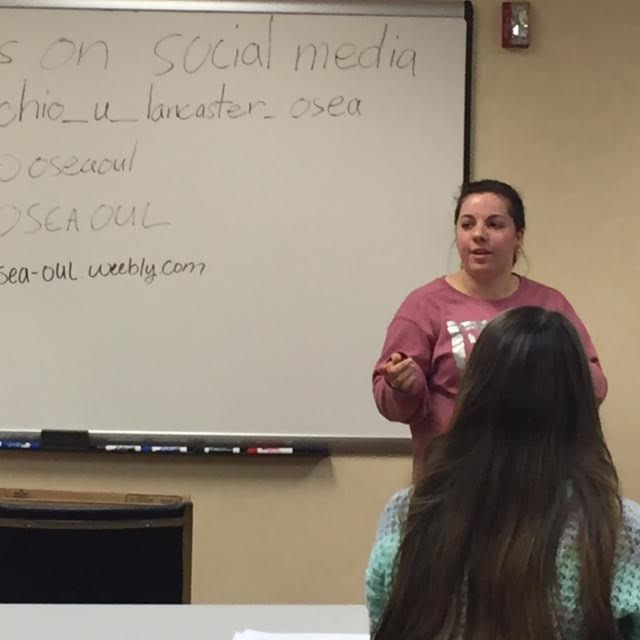 s on social media
ohio_u_lancaster_osea
@oseaoul
OSEA OUL
sea-oul.weebly.com